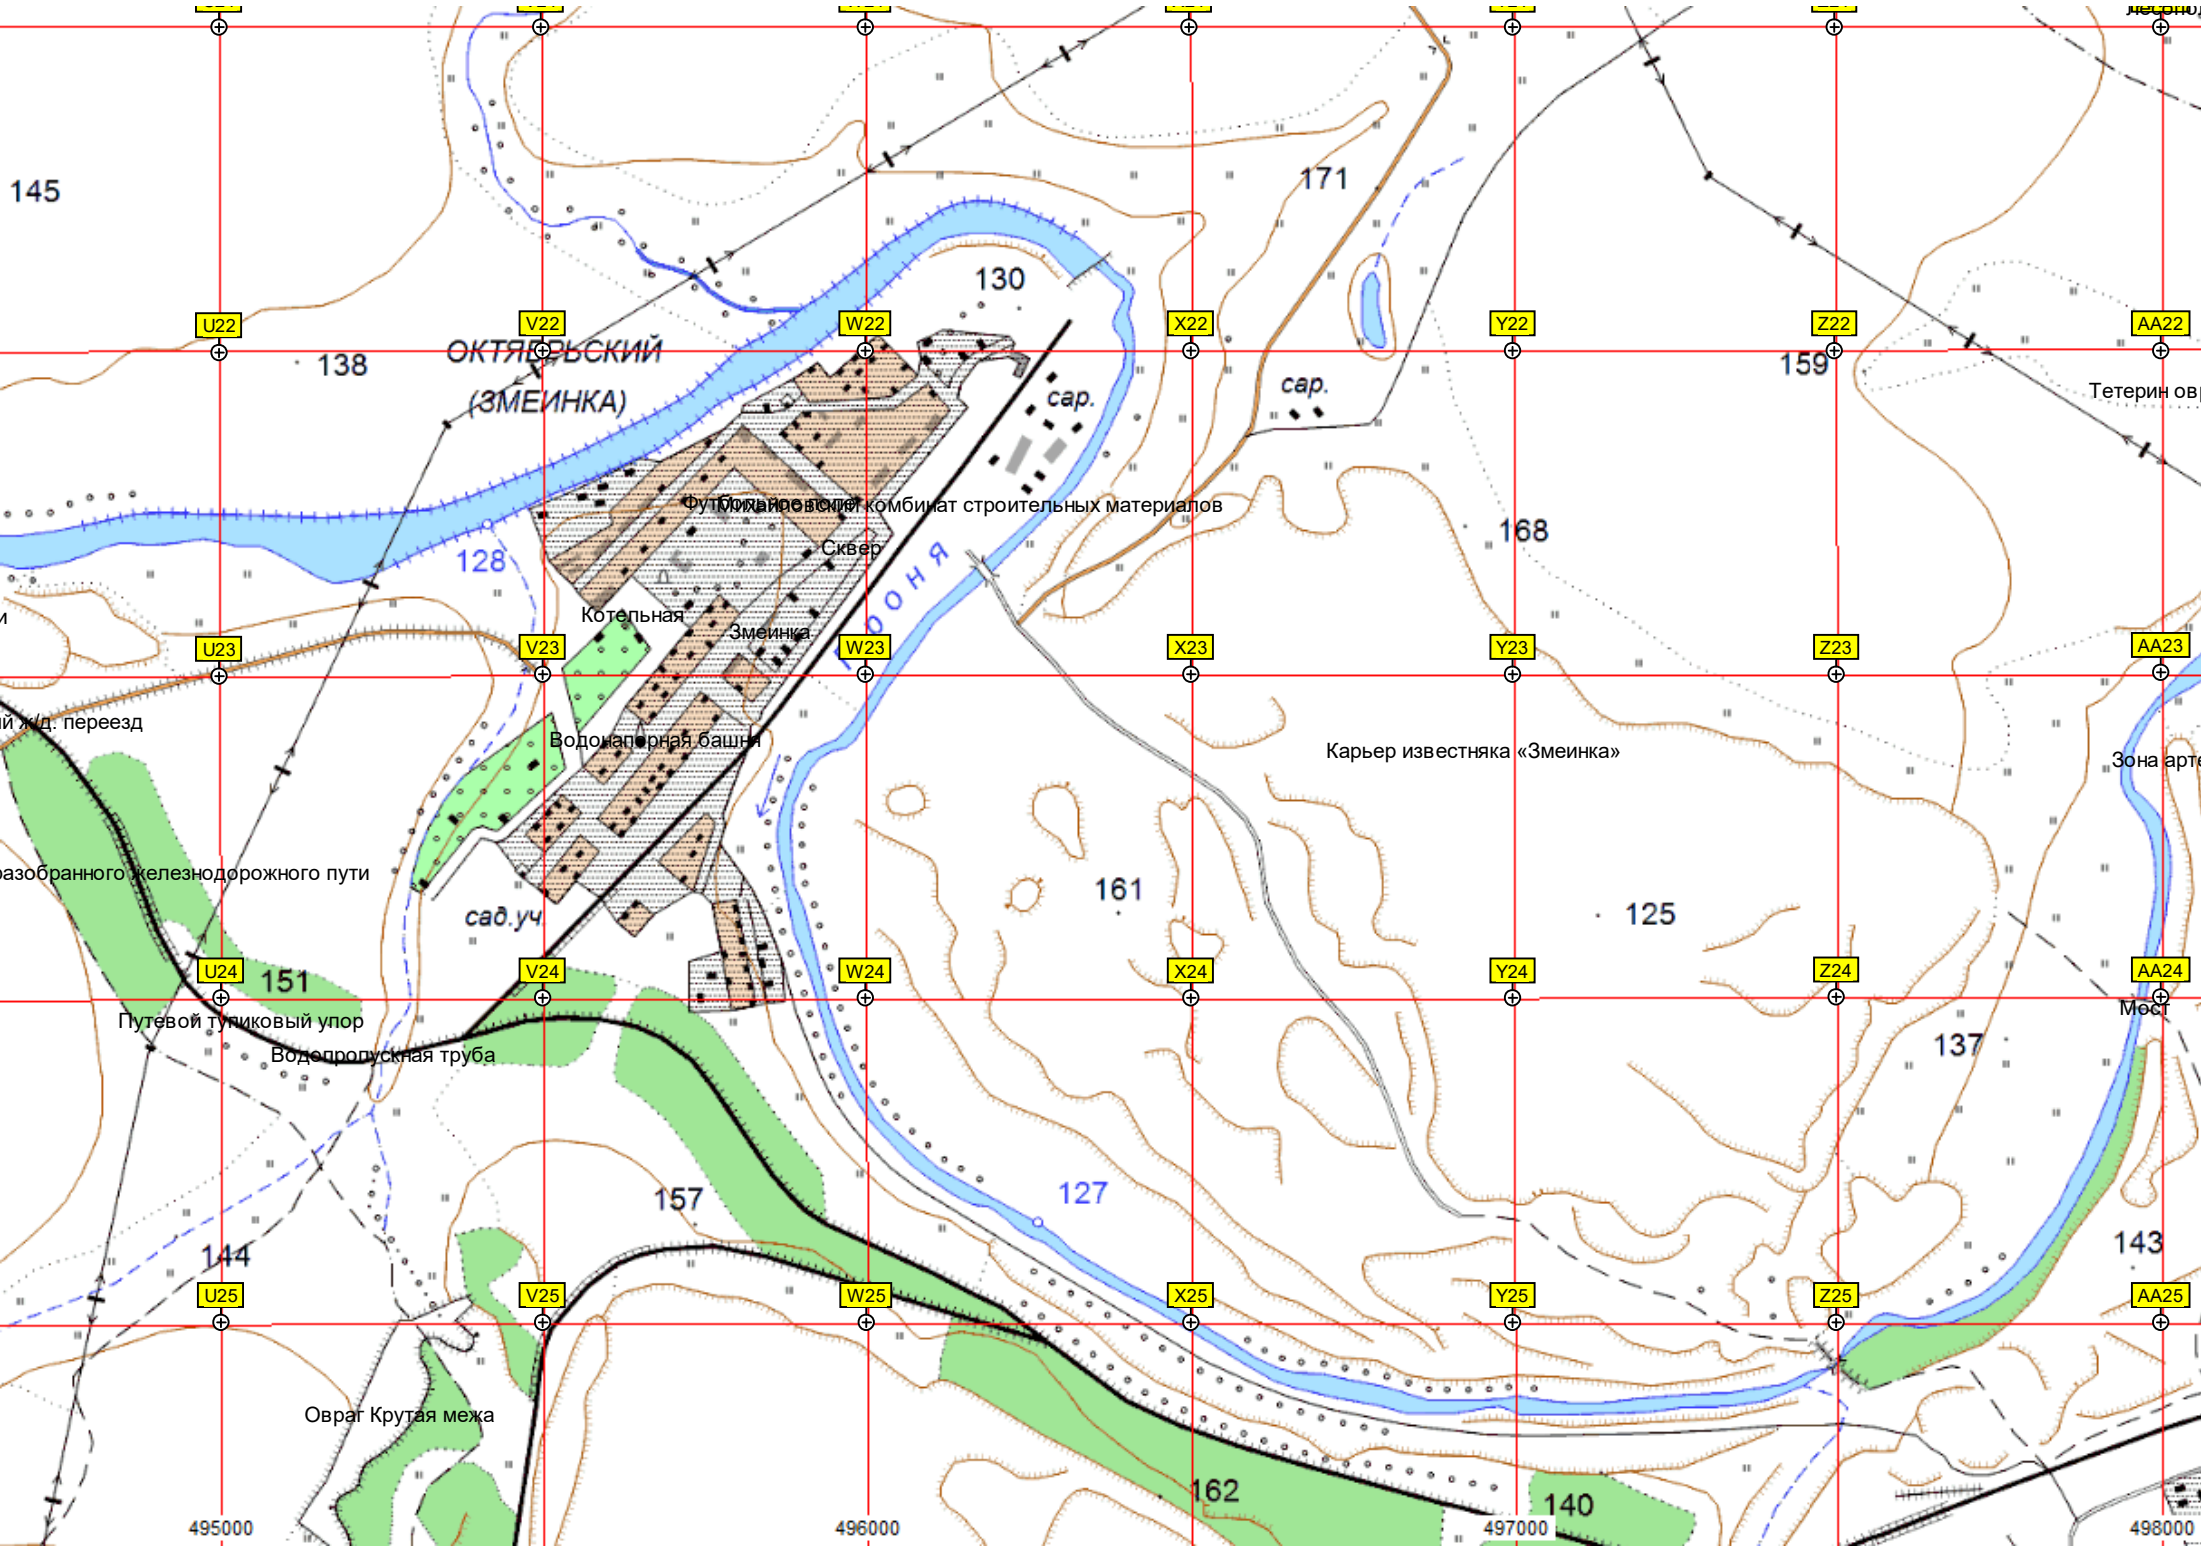 145
171
130
U22
V22
W22
X22
Y22
Z22
AA22
138
ОКТЯБРЬСКИЙ
(ЗМЕИНКА)
159
сар.
сар.
Тетерин овр
Михайловский комбинат строительных материалов
168
Сквер
128
Котельная
Змеинка
Проня
U23
V23
W23
X23
Y23
Z23
AA23
й ж/д. переезд
Водонапорная башня
Карьер известняка «Змеинка»
Зона арте
разобранного железнодорожного пути
161
125
сад.уч.
U24
V24
W24
X24
Y24
Z24
AA24
151
Мост
Путевой тупиковый упор
Водопропускная труба
137
157
127
144
143
U25
V25
W25
X25
Y25
Z25
AA25
Овраг Крутая межа
162
140
495000
496000
497000
498000